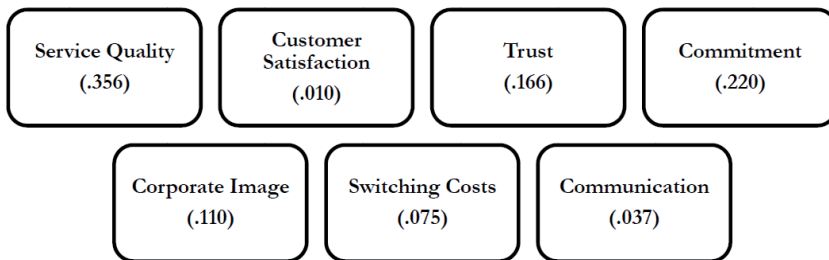 Service Quality
(.356)
Customer
Satisfaction
(.010)
Trust
(.166)
Commitment
(.220)
Corporate Image
(.110)
Switching Costs
(.075)
Communication
(.037)